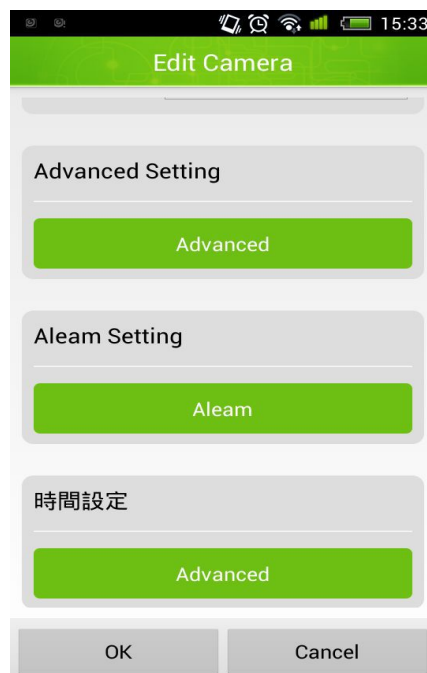 15:33
Edit Camera
Advanced Setting
Advanced
Aleam Setting
Aleam
時間設定
Advanced
OK
Cancel